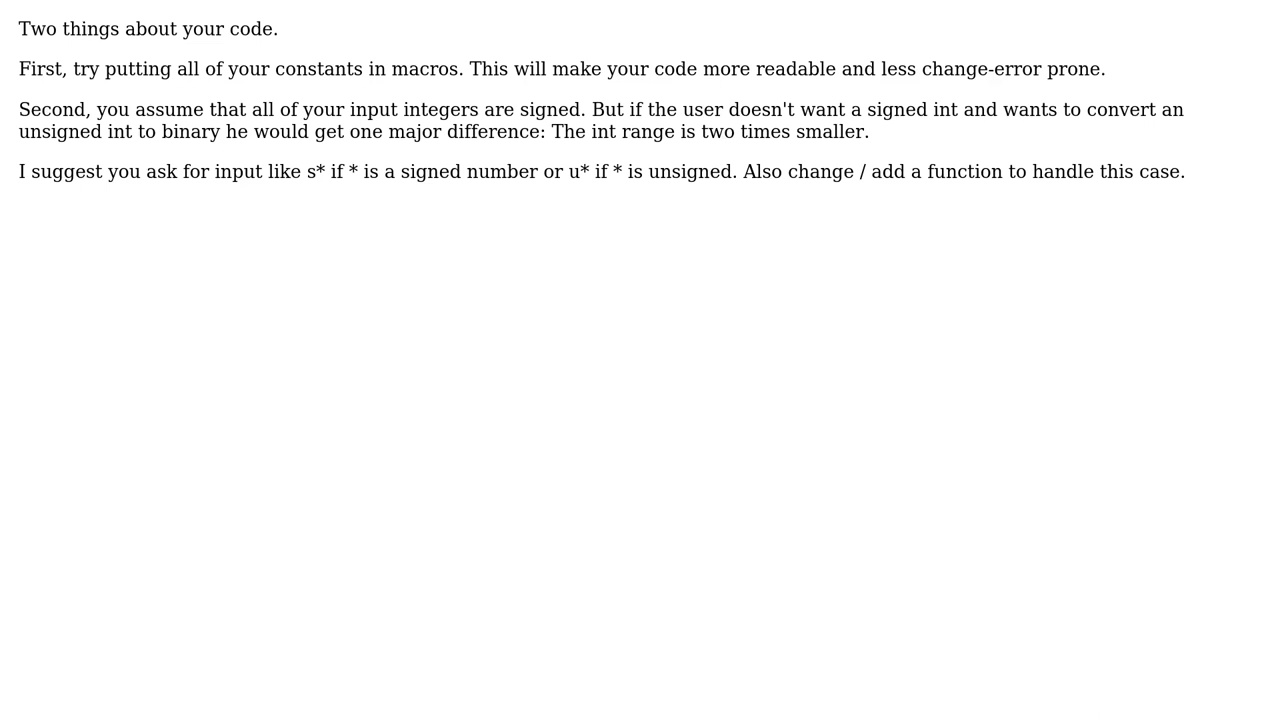 Two things about your code.
First, try putting all of your constants in macros. This will make your code more readable and less change-error prone.
Second, you assume that all of your input integers are signed. But if the user doesn't want a signed int and wants to convert an
unsigned int to binary he would get one major difference: The int range is two times smaller.
I suggest you ask for input like s* if * is a signed number or u* if * is unsigned. Also change / add a function to handle this case.